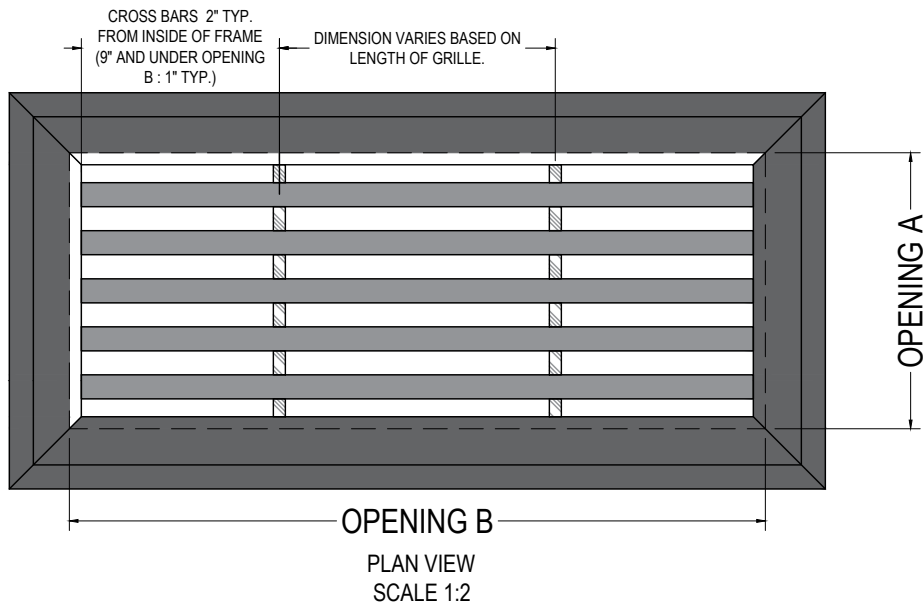 CROSS BARS  2" TYP.
FROM INSIDE OF FRAME
(9" AND UNDER OPENING
B : 1" TYP.)
DIMENSION VARIES BASED ON
LENGTH OF GRILLE.
OPENING A
OPENING B
PLAN VIEW
SCALE 1:2